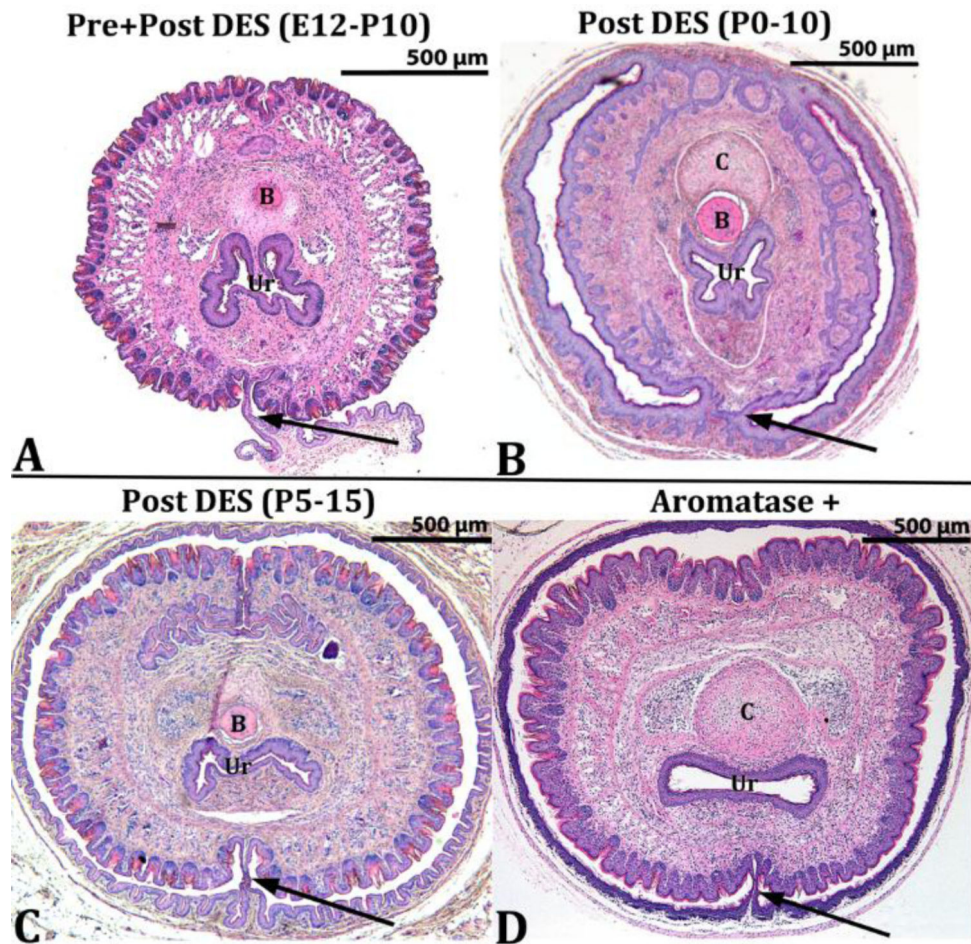 Pre+Post DES (E12-P10)
500 µm
B
Ur
A
Post DES (P0-10)
500 µm
C
B
Ur
B
Post DES (P5-15)
500 µm
B
Ur
C
Aromatase +
500 µm
C
Ur
D